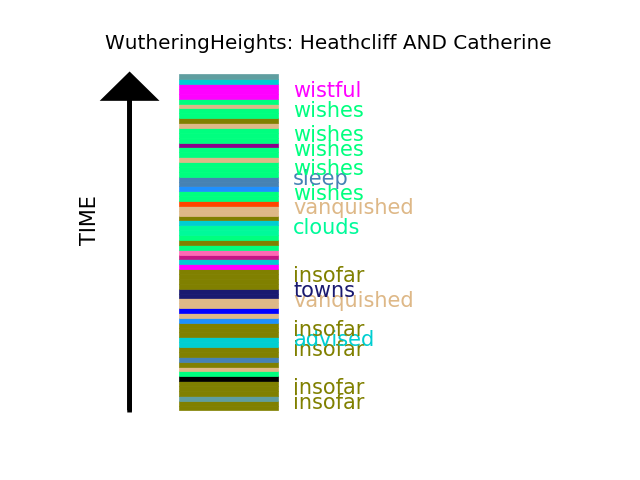 WutheringHeights: Heathcliff AND Catherine
wistful
wishes
wishes
wishes
wishes
sleep
wishes
vanquished
clouds
TIME
insofar
towns
vanquished
insofar
advised
insofar
insofar
insofar